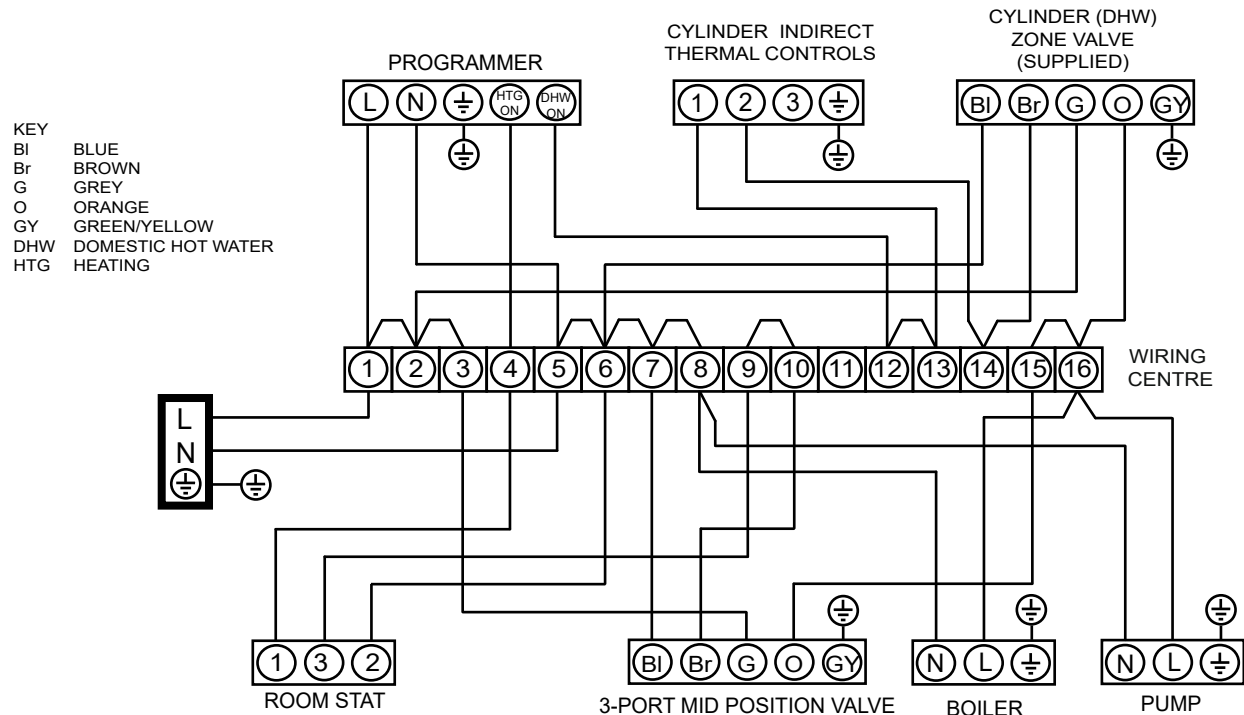 CYLINDER (DHW)
ZONE VALVE
(SUPPLIED)
CYLINDER INDIRECT
THERMAL CONTROLS
PROGRAMMER
L N HTG ON DHW ON
1 2 3
Bl Br G O GY
KEY
Bl BLUE
Br BROWN
G GREY
O ORANGE
GY GREEN/YELLOW
DHW DOMESTIC HOT WATER
HTG HEATING
1 2 3 4 5 6 7 8 9 10 11 12 13 14 15 16
WIRING
CENTRE
L
N
1 3 2
ROOM STAT
Bl Br G O GY
3-PORT MID POSITION VALVE
N L
BOILER
N L
PUMP